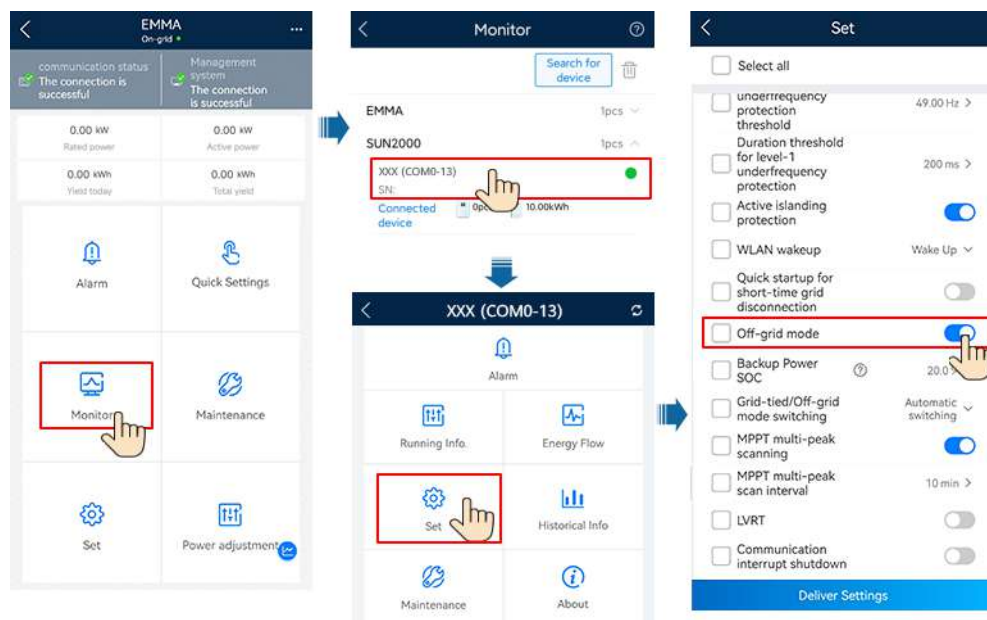 EMMA
On-grid
communication status
The connection is
successful
Management
system
The connection
is successful
0.00 kW
Rated power
0.00 kW
Active power
0.00 kWh
Yield today
0.00 kWh
Total yield
Alarm
Quick Settings
Monitor
Maintenance
Set
Power adjustment
Monitor
Search for
device
EMMA
1pcs
SUN2000
1pcs
XXX (COM0-13)
SN:
Connected
device
10.00kWh
XXX (COM0-13)
Alarm
Running Info.
Energy Flow
Set
Historical Info
Maintenance
About
Set
Select all
underfrequency
protection
threshold
49.00 Hz
Duration threshold
for level-1
underfrequency
protection
200 ms
Active islanding
protection
WLAN wakeup
Wake Up
Quick startup for
short-time grid
disconnection
Off-grid mode
Backup Power
SOC
20.0
Grid-tied/Off-grid
mode switching
Automatic
switching
MPPT multi-peak
scanning
MPPT multi-peak
scan interval
10 min
LVRT
Communication
interrupt shutdown
Deliver Settings